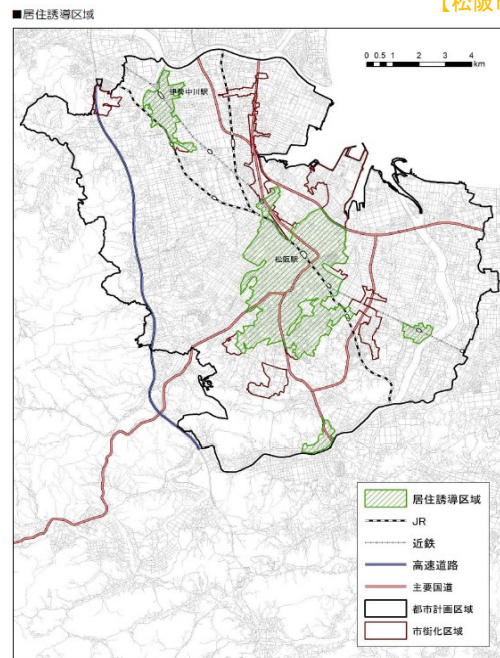 【松阪
■居住誘導区域
0 0.5 1 2 3 4
km
伊勢中川駅
松阪駅
居住誘導区域
JR
近鉄
高速道路
主要国道
都市計画区域
市街化区域